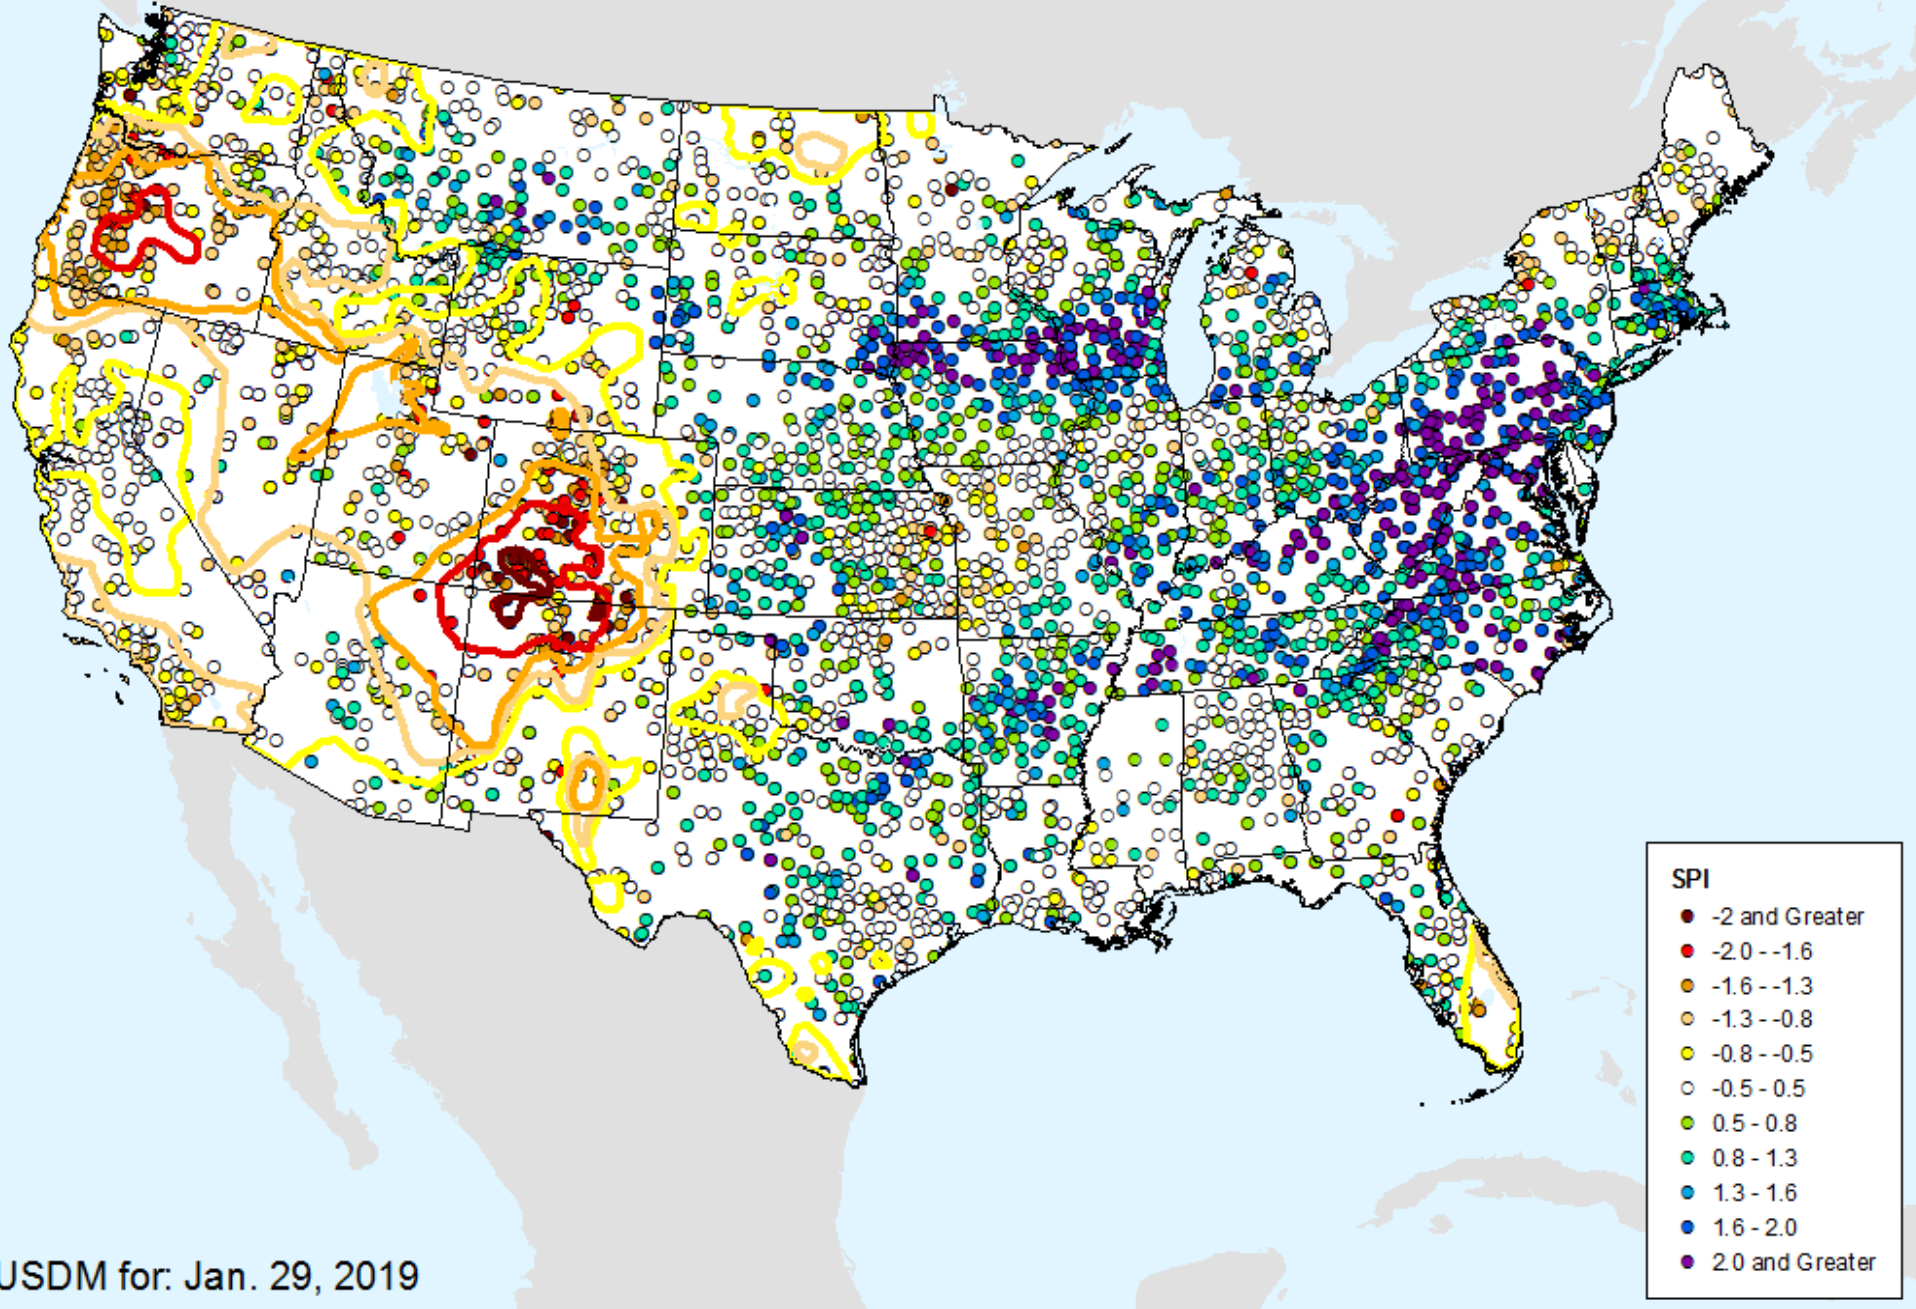 SPI
-2 and Greater
-2.0 - -1.6
-1.6 - -1.3
-1.3 - -0.8
-0.8 - -0.5
-0.5 - 0.5
0.5 - 0.8
0.8 - 1.3
1.3 - 1.6
1.6 - 2.0
2.0 and Greater
USDM for: Jan. 29, 2019